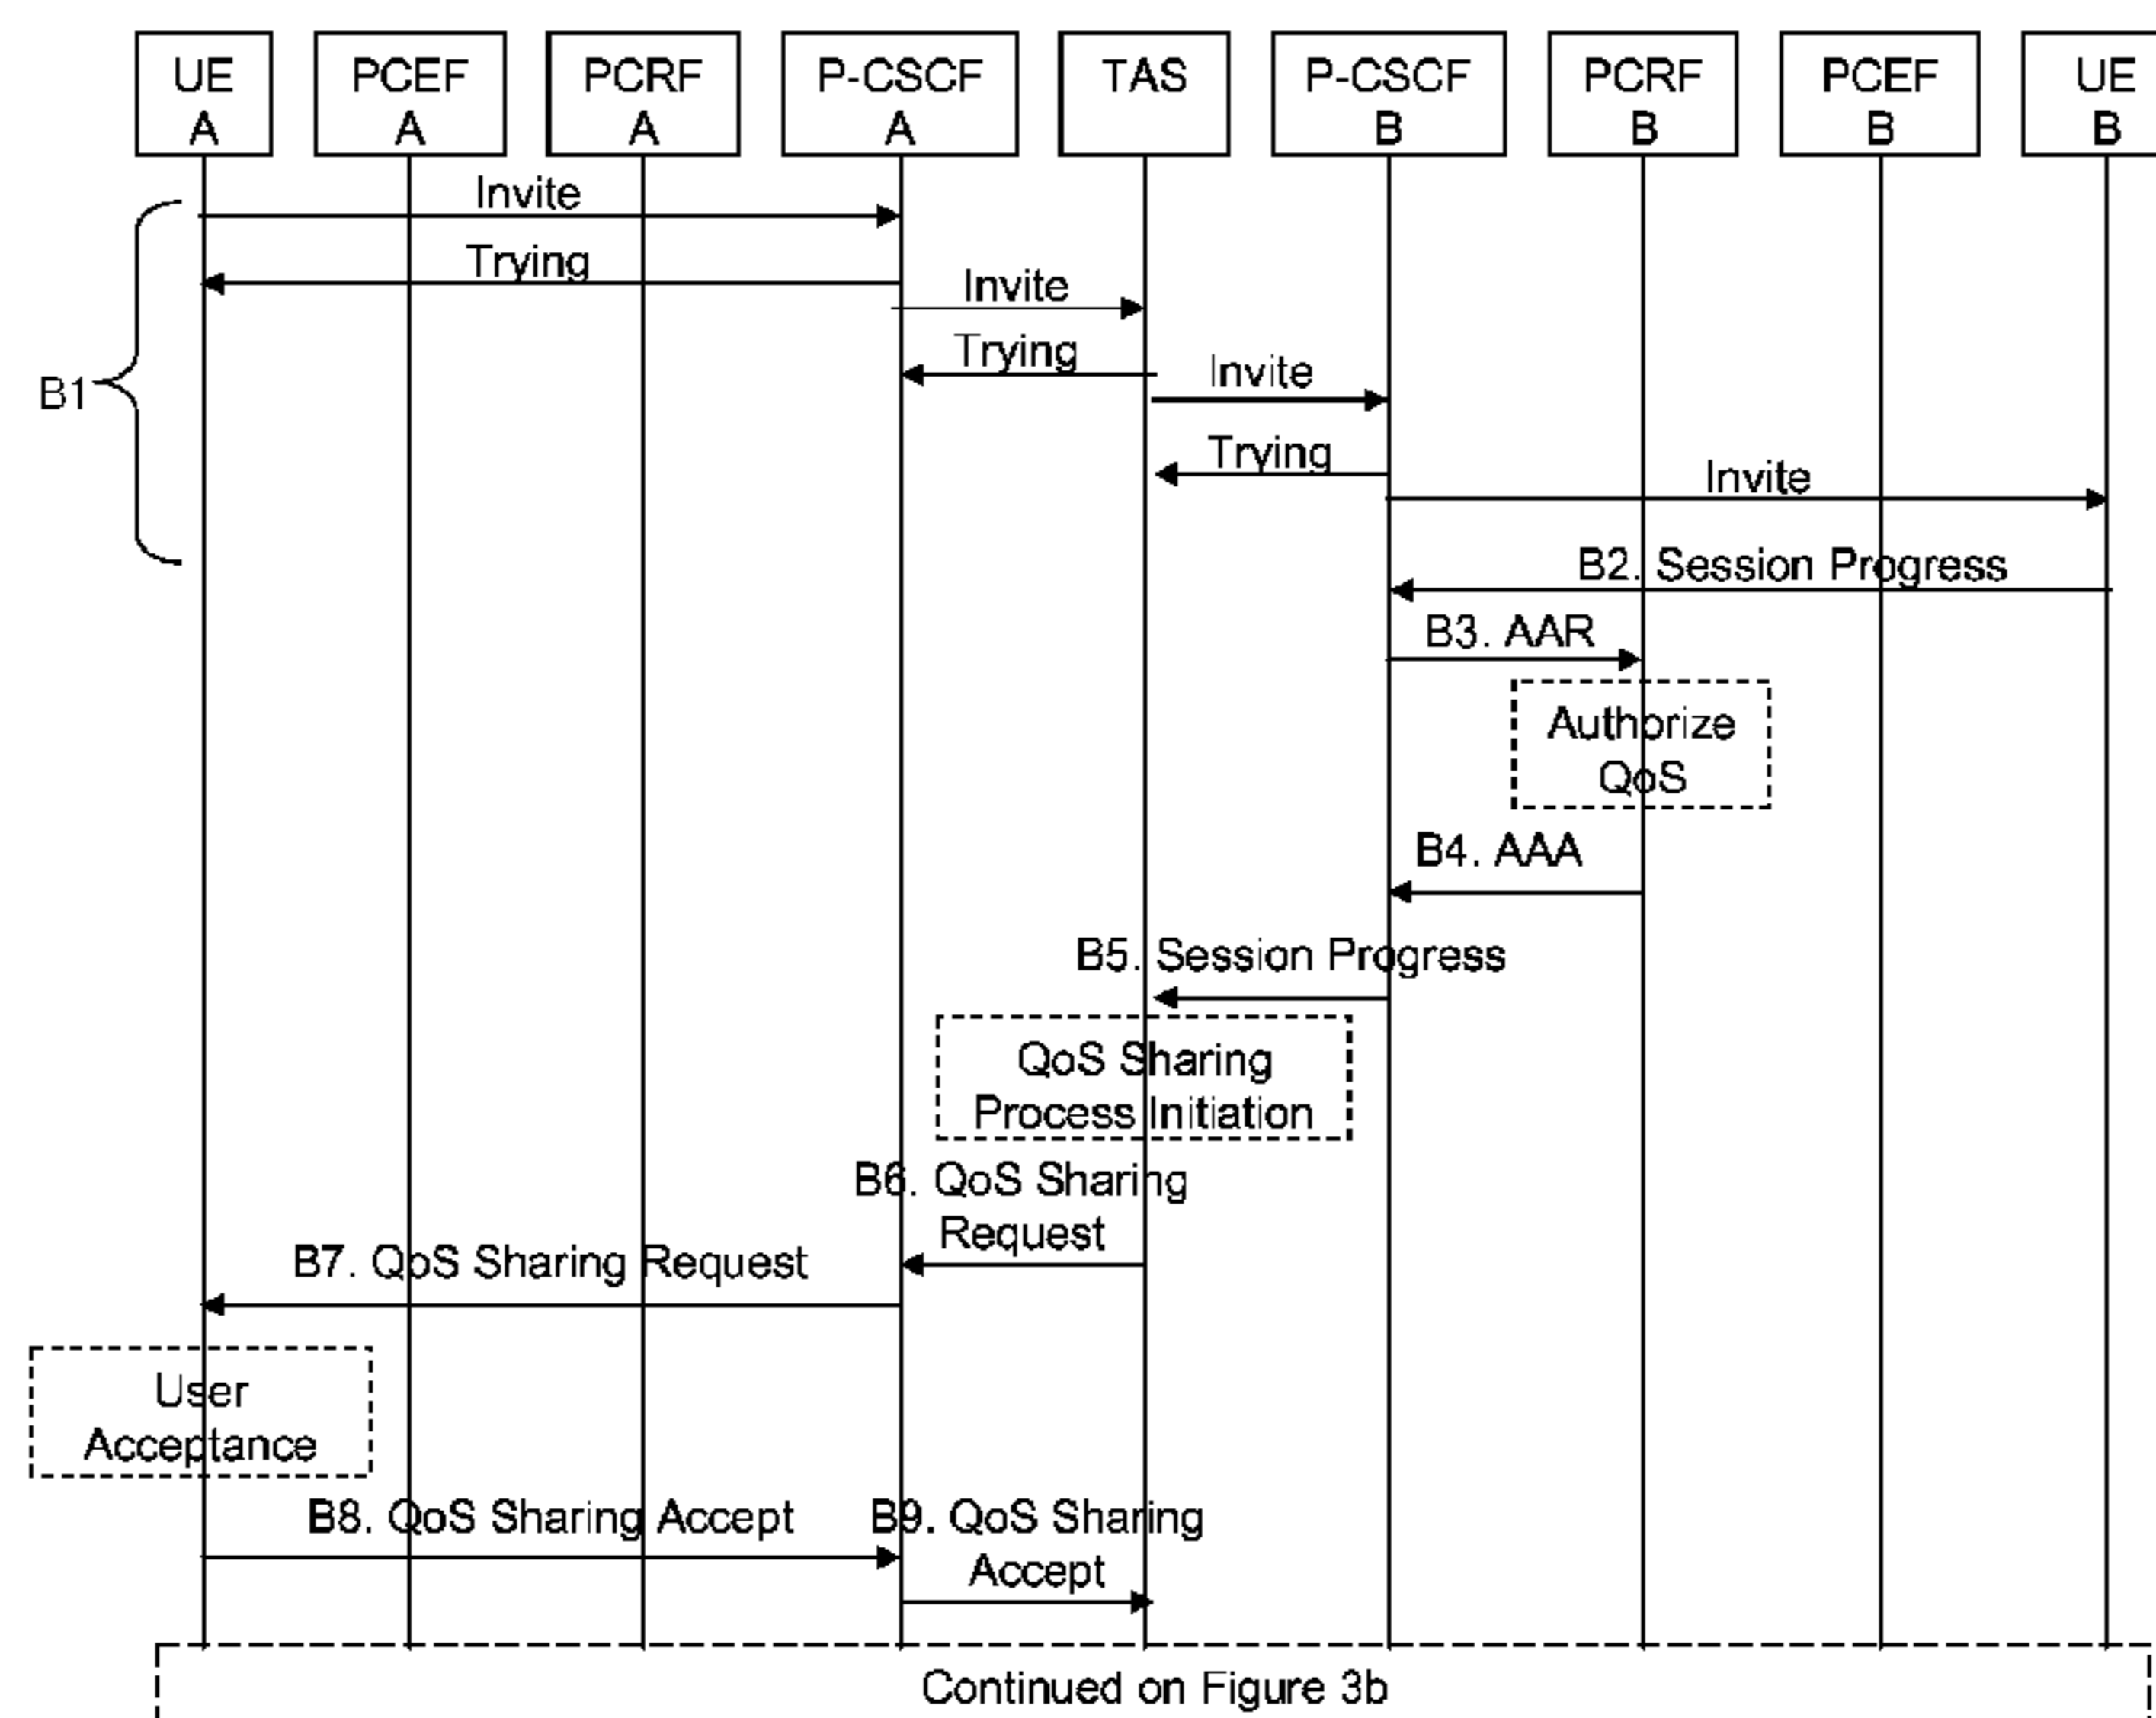 UE
A
PCEF
A
PCRF
A
P-CSCF
A
TAS
P-CSCF
B
PCRF
B
PCEF
B
UE
B
Invite
Trying
Invite
Trying
Invite
B1
Trying
Invite
B2. Session Progress
B3. AAR
Authorize
QoS
B4. AAA
B5. Session Progress
QoS Sharing
Process Initiation
B6. QoS Sharing
Request
B7. QoS Sharing Request
User
Acceptance
B8. QoS Sharing Accept
B9. QoS Sharing
Accept
Continued on Figure 3b